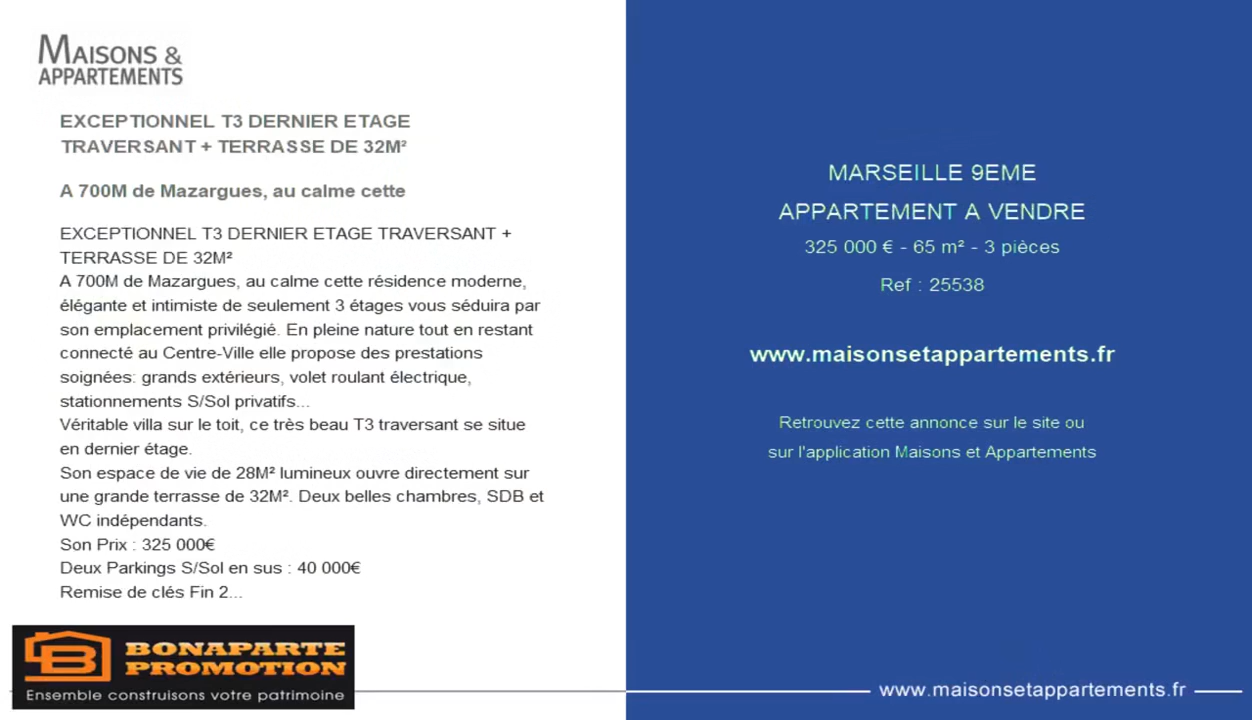 MAISONS &
APPARTEMENTS
EXCEPTIONNEL T3 DERNIER ETAGE
TRAVERSANT + TERRASSE DE 32M²
A 700M de Mazargues, au calme cette
EXCEPTIONNEL T3 DERNIER ETAGE TRAVERSANT +
TERRASSE DE 32M²
A 700M de Mazargues, au calme cette résidence moderne,
élégante et intimiste de seulement 3 étages vous séduira par
son emplacement privilégié. En pleine nature tout en restant
connecté au Centre-Ville elle propose des prestations
soignées: grands extérieurs, volet roulant électrique,
stationnements S/Sol privatifs...
Véritable villa sur le toit, ce très beau T3 traversant se situe
en dernier étage.
Son espace de vie de 28M² lumineux ouvre directement sur
une grande terrasse de 32M². Deux belles chambres, SDB et
WC indépendants.
Son Prix : 325 000€
Deux Parkings S/Sol en sus : 40 000€
Remise de clés Fin 2...
BONAPARTE
PROMOTION
Ensemble construisons votre patrimoine
MARSEILLE 9EME
APPARTEMENT A VENDRE
325 000 € - 65 m² - 3 pièces
Ref : 25538
www.maisonsetappartements.fr
Retrouvez cette annonce sur le site ou
sur l'application Maisons et Appartements
www.maisonsetappartements.fr